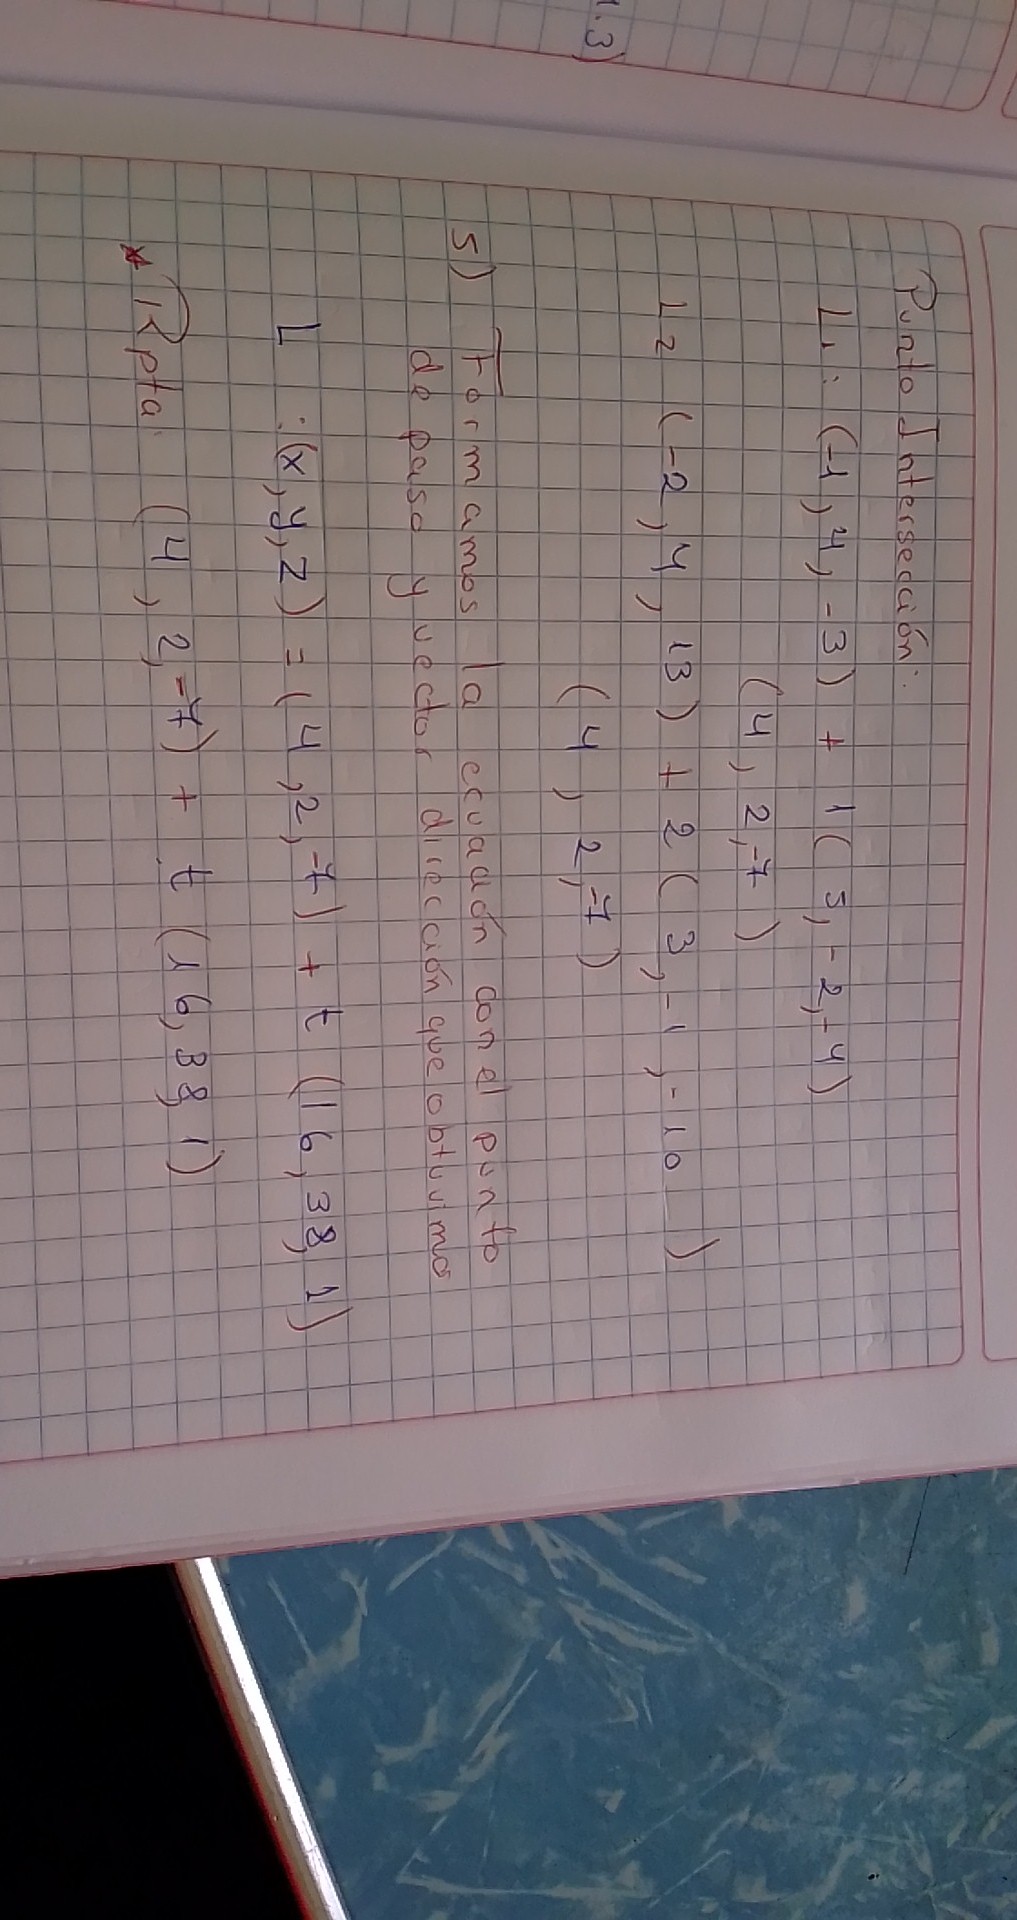 1.3)
Punto Intersección:
L1: (-1, 4, -3) + 1 ( 5, -2, -4)
(4, 2, -7)
L2 (-2, 4, 13) + 2 ( 3, -1, -10 )
(4, 2, -7)
5) Formamos la ecuación con el punto
de paso y vector dirección que obtuvimos
L : (x, y, z) = (4, 2, -7) + t (16, 38, 1)
* Rpta: (4, 2, -7) + t (16, 38, 1)